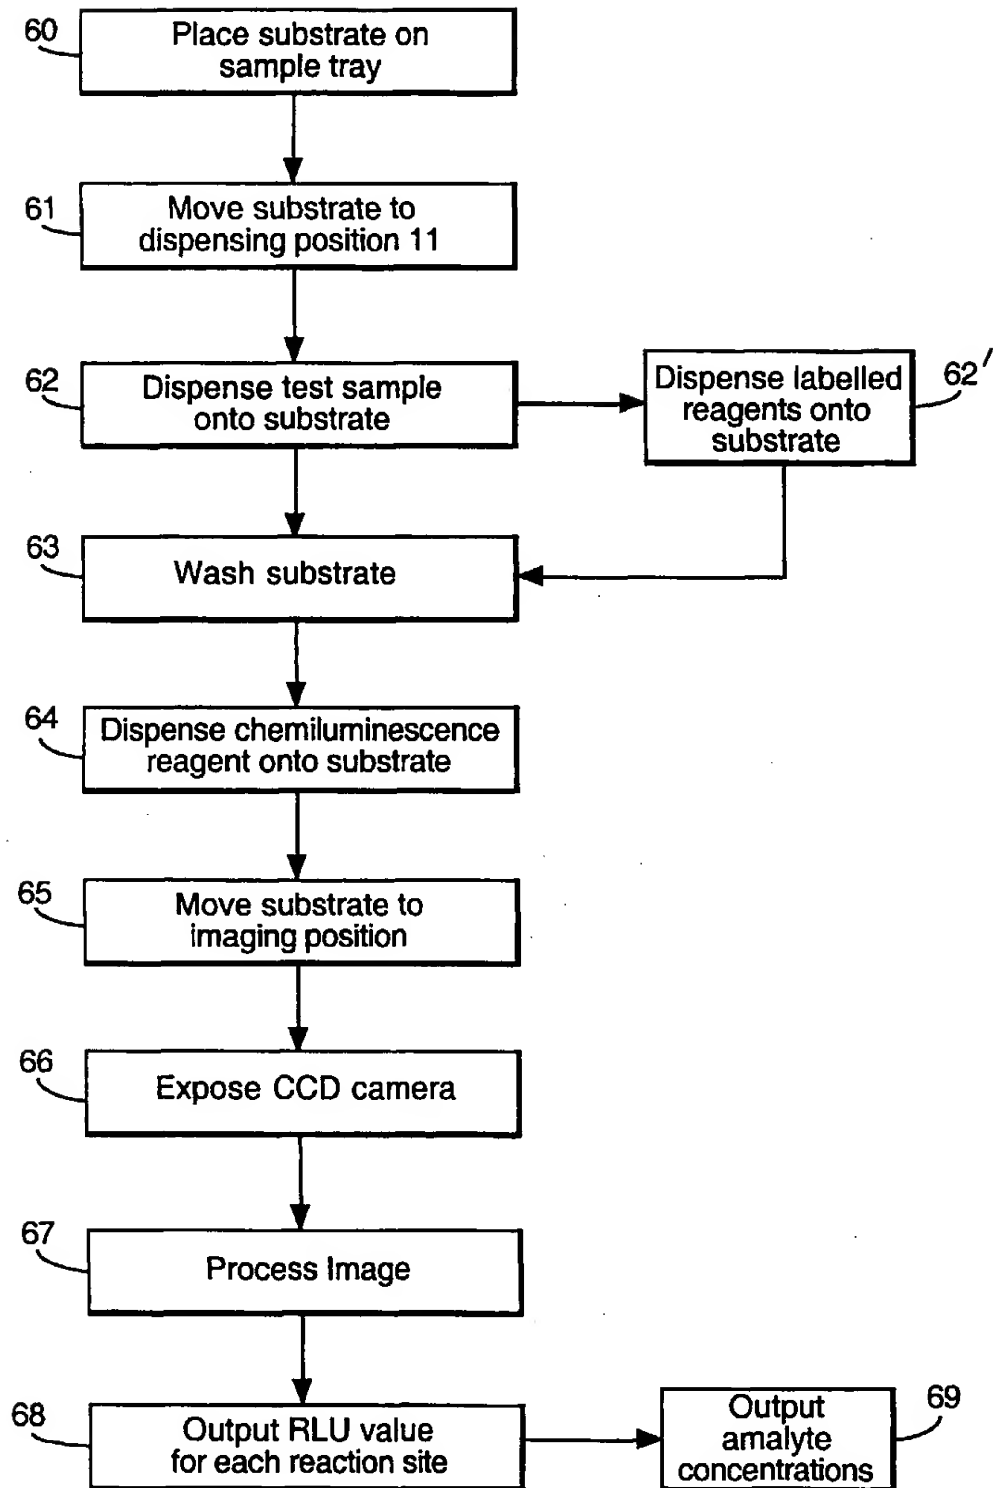 60
Place substrate on
sample tray
61
Move substrate to
dispensing position 11
62
Dispense test sample
onto substrate
Dispense labelled
reagents onto
substrate
62′
63
Wash substrate
64
Dispense chemiluminescence
reagent onto substrate
65
Move substrate to
imaging position
66
Expose CCD camera
67
Process Image
68
Output RLU value
for each reaction site
Output
amalyte
concentrations
69